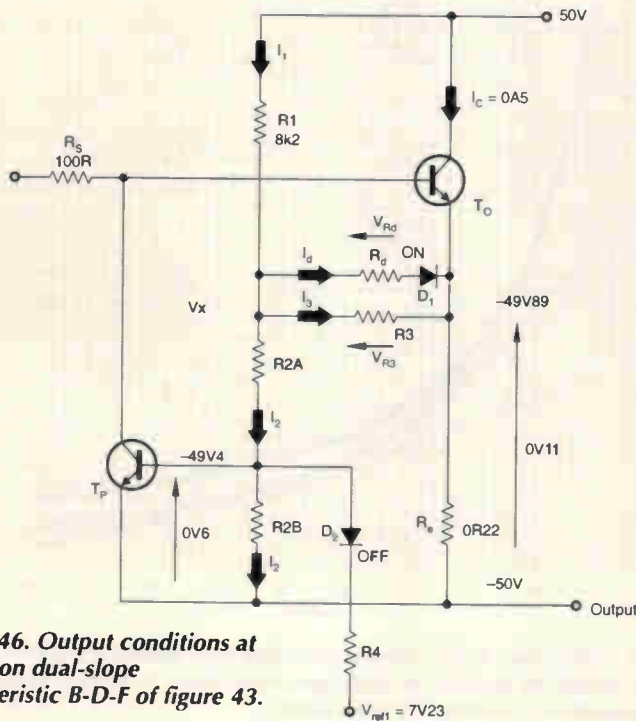 50V
I1
IC = 0A5
R1
8k2
RS
100R
TO
VRd
Id
Rd
ON
D1
Vx
I3
R3
VR3
–49V89
R2A
I2
–49V4
TP
0V6
R2B
I2
OFF
Re
0R22
0V11
–50V
Output
R4
Vref1 = 7V23
46. Output conditions at
on dual-slope
eristic B-D-F of figure 43.